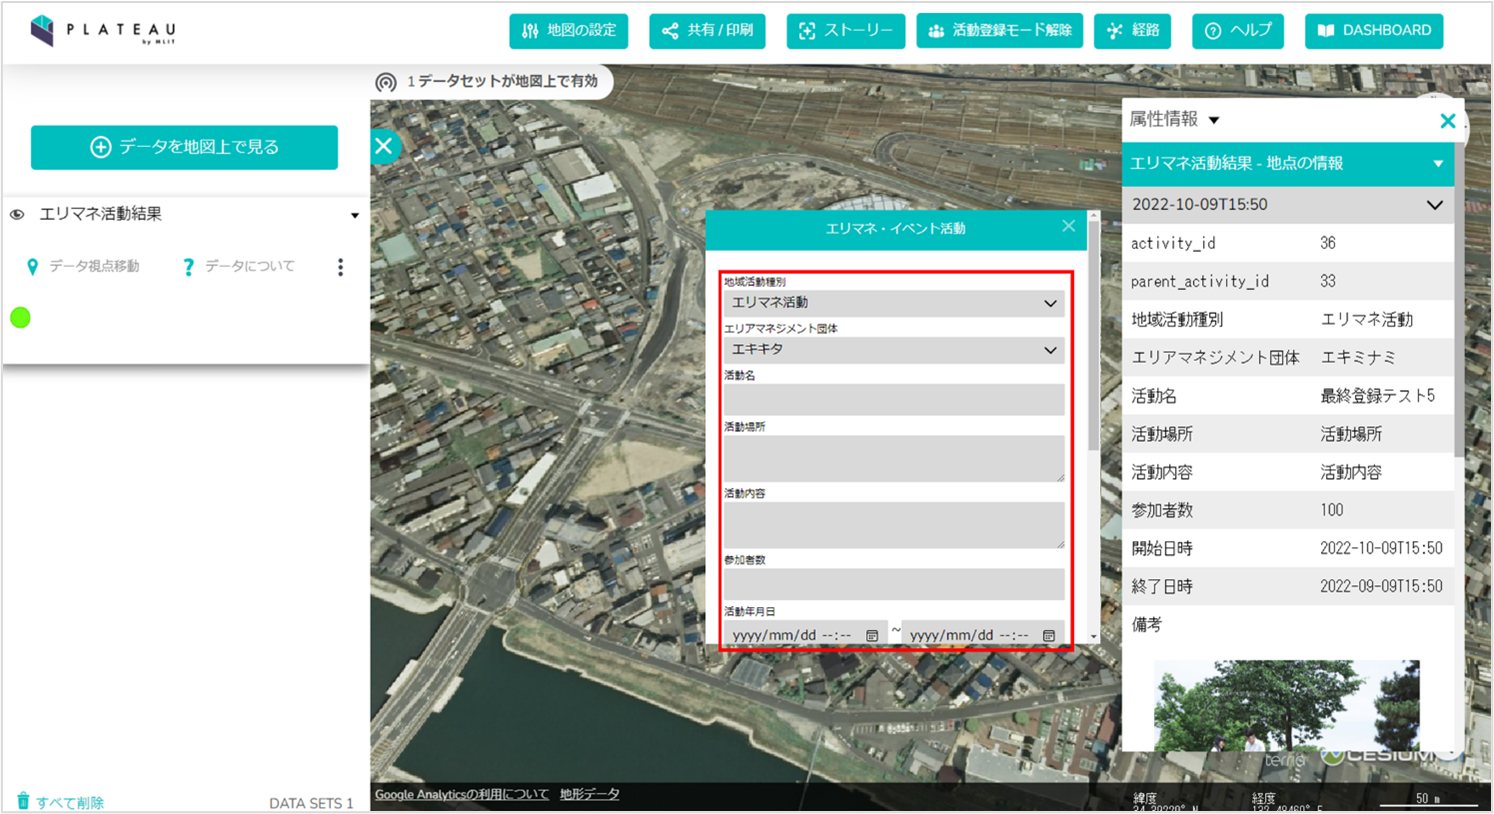 PLATEAU
by MLIT
地図の設定
共有 / 印刷
ストーリー
活動登録モード解除
経路
ヘルプ
DASHBOARD
データを地図上で見る
エリマネ活動結果
データ視点移動
データについて
すべて削除
DATA SETS 1
1 データセットが地図上で有効
エリマネ・イベント活動
地域活動種別
エリマネ活動
エリアマネジメント団体
エキキタ
活動名
活動場所
活動内容
参加者数
活動年月日
yyyy/mm/dd --:-- ~ yyyy/mm/dd --:--
属性情報
エリマネ活動結果 - 地点の情報
2022-10-09T15:50
activity_id 36
parent_activity_id 33
地域活動種別 エリマネ活動
エリアマネジメント団体 エキミナミ
活動名 最終登録テスト5
活動場所 活動場所
活動内容 活動内容
参加者数 100
開始日時 2022-10-09T15:50
終了日時 2022-09-09T15:50
備考
terria
CESIUM
Google Analyticsの利用について 地形データ
緯度
経度
50 m